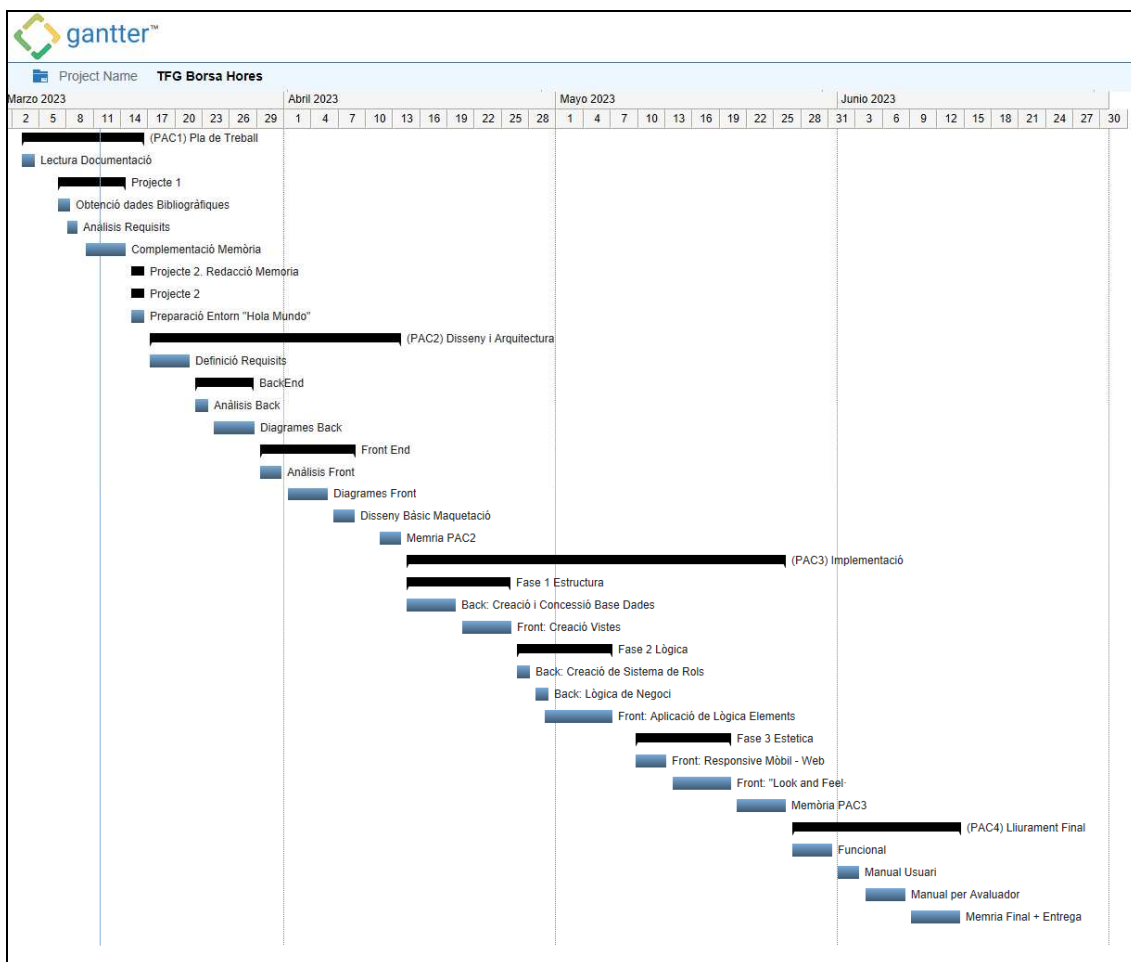 gantter™
Project Name TFG Borsa Hores
Marzo 2023 Abril 2023 Mayo 2023 Junio 2023
2 5 8 11 14 17 20 23 26 29 1 4 7 10 13 16 19 22 25 28 1 4 7 10 13 16 19 22 25 28 31 3 6 9 12 15 18 21 24 27 30
(PAC1) Pla de Treball
Lectura Documentació
Projecte 1
Obtenció dades Bibliogràfiques
Anàlisis Requisits
Complementació Memòria
Projecte 2. Redacció Memoria
Projecte 2
Preparació Entorn "Hola Mundo"
(PAC2) Disseny i Arquitectura
Definició Requisits
BackEnd
Anàlisis Back
Diagrames Back
Front End
Anàlisis Front
Diagrames Front
Disseny Bàsic Maquetació
Memria PAC2
(PAC3) Implementació
Fase 1 Estructura
Back: Creació i Concessió Base Dades
Front: Creació Vistes
Fase 2 Lògica
Back: Creació de Sistema de Rols
Back: Lògica de Negoci
Front: Aplicació de Lògica Elements
Fase 3 Estetica
Front: Responsive Mòbil - Web
Front: "Look and Feel·
Memòria PAC3
(PAC4) Lliurament Final
Funcional
Manual Usuari
Manual per Avaluador
Memria Final + Entrega